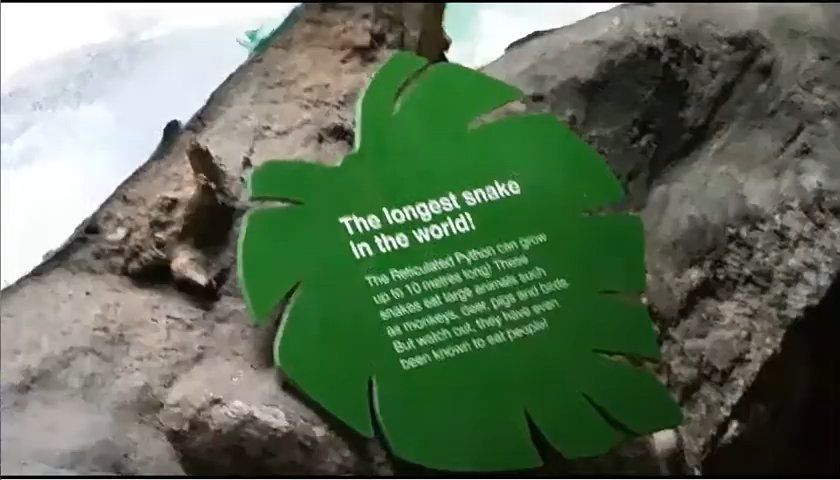 The longest snake
in the world!
The Reticulated Python can grow
up to 10 metres long! These
snakes eat large animals such
as monkeys, deer, pigs and birds.
But watch out, they have even
been known to eat people!